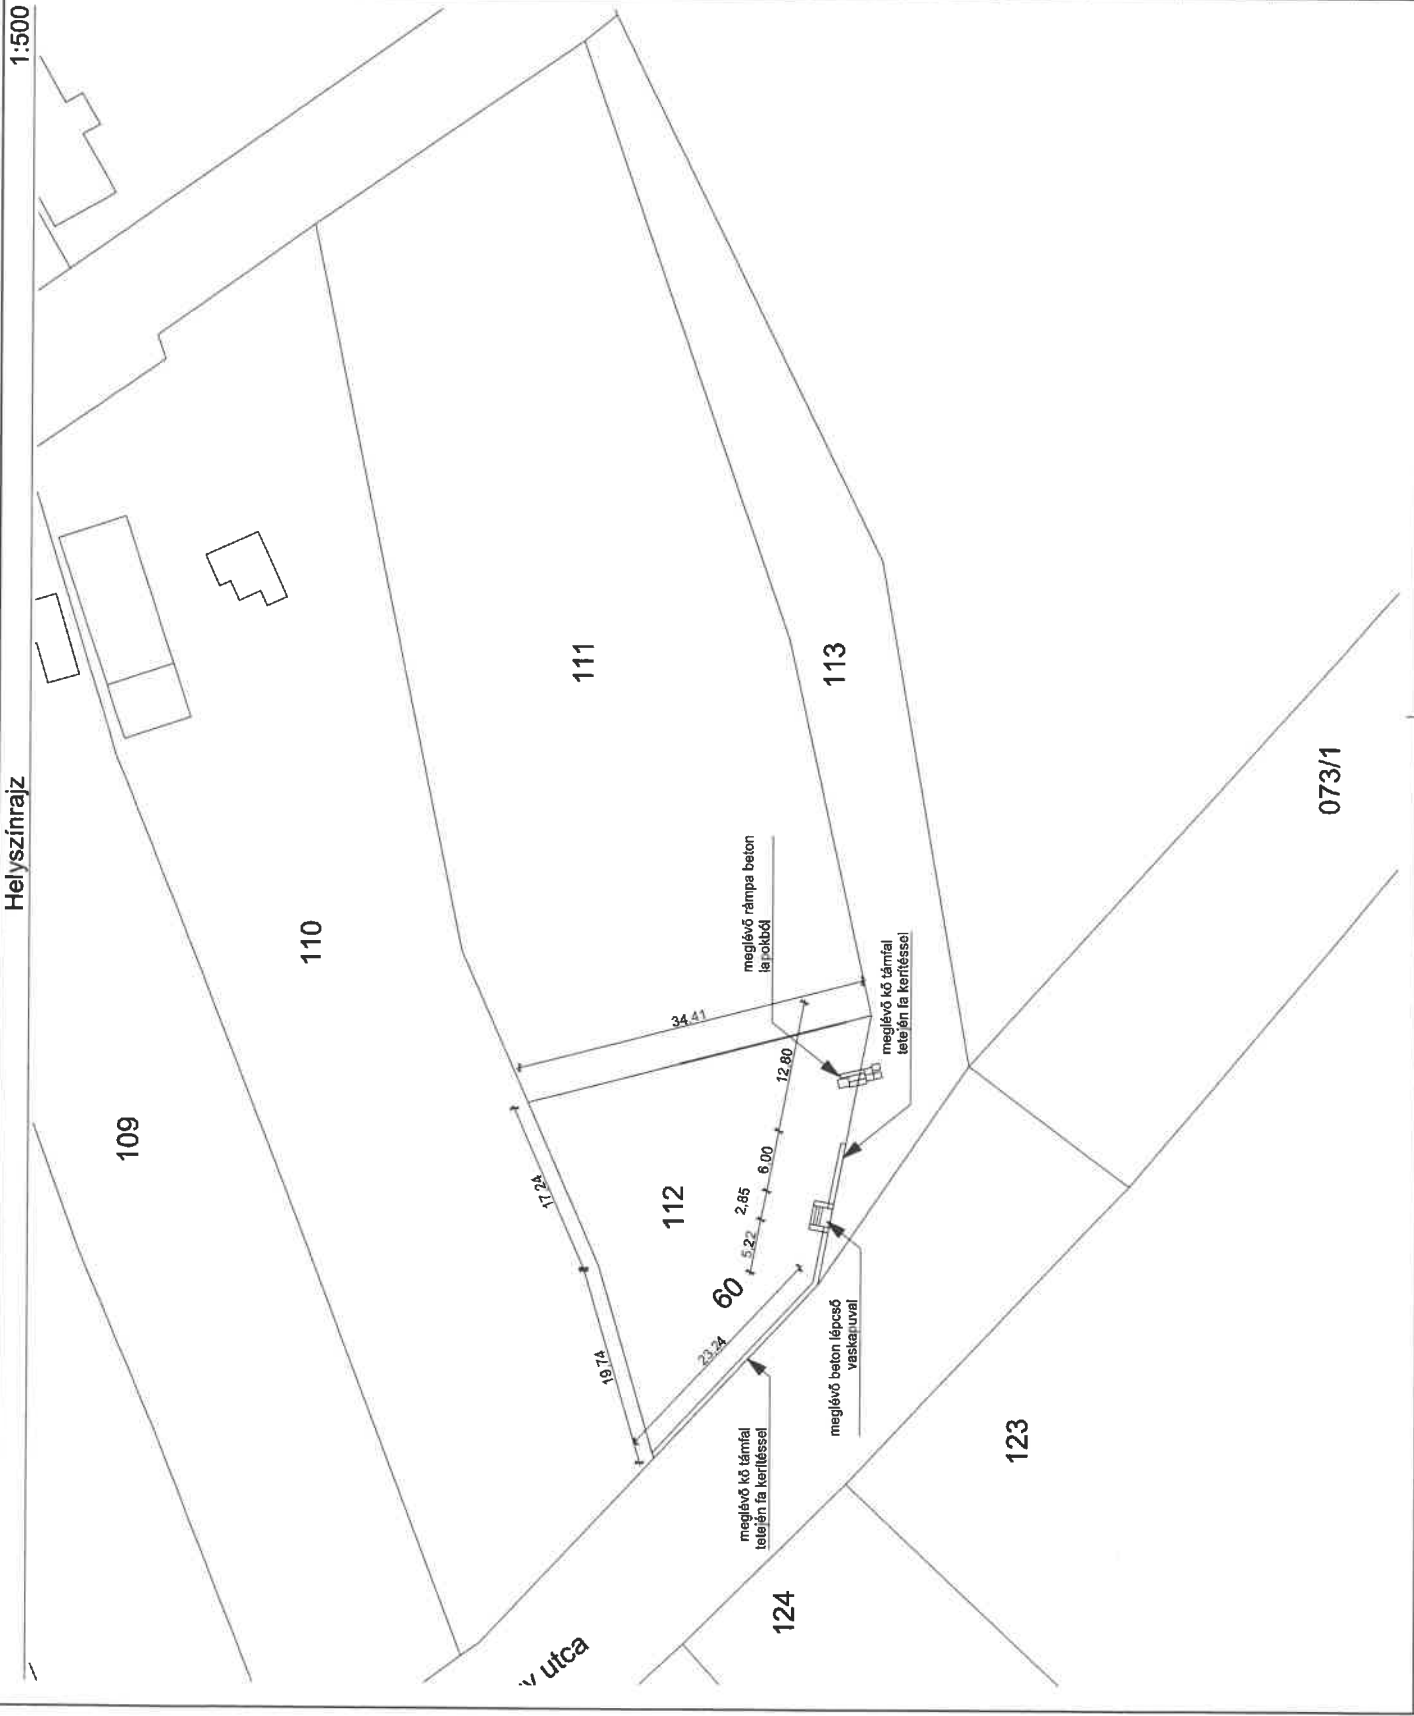 Helyszínrajz
1:500
109
110
111
17,24
34,41
19,74
112
113
meglévő rámpa beton
lapokból
23,24
60
5,22
2,85
6,00
12,80
meglévő kő támfal
tetején fa kerítéssel
meglévő kő támfal
tetején fa kerítéssel
meglévő beton lépcső
vaskapuval
utca
124
123
073/1